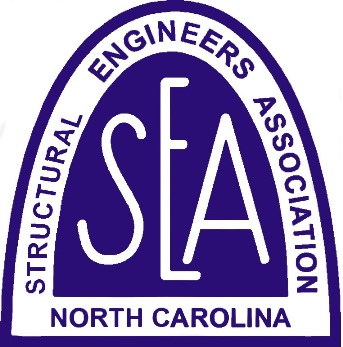 STRUCTURAL ENGINEERS ASSOCIATION
SEA
NORTH CAROLINA